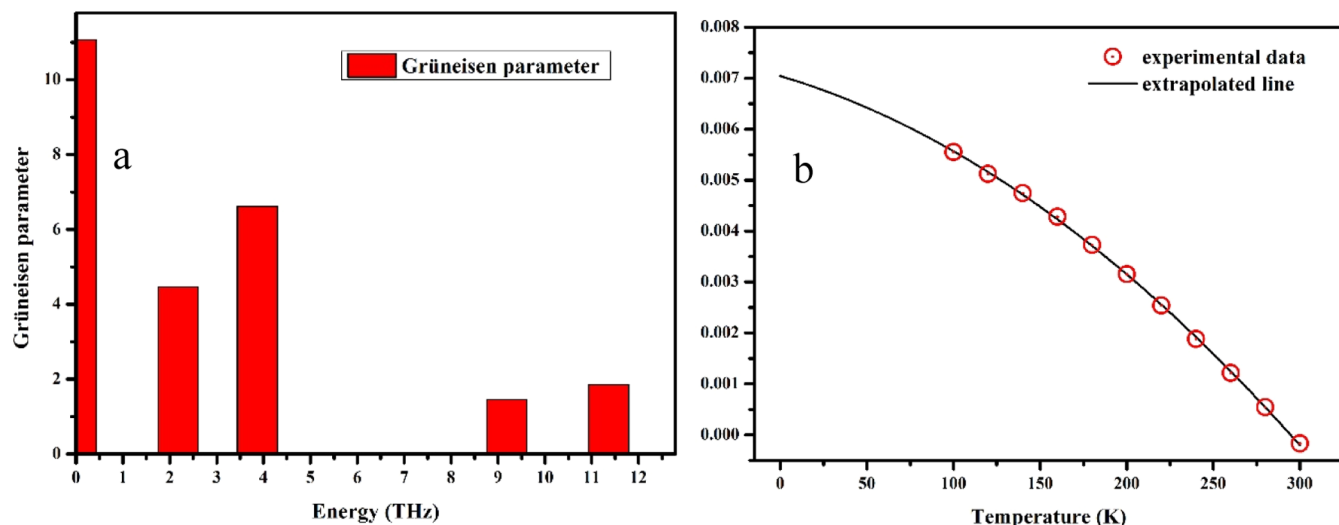 Grüneisen parameter
a
Grüneisen parameter
10
8
6
4
2
0
0 1 2 3 4 5 6 7 8 9 10 11 12
Energy (THz)
experimental data
extrapolated line
b
0.008
0.007
0.006
0.005
0.004
0.003
0.002
0.001
0.000
0 50 100 150 200 250 300
Temperature (K)